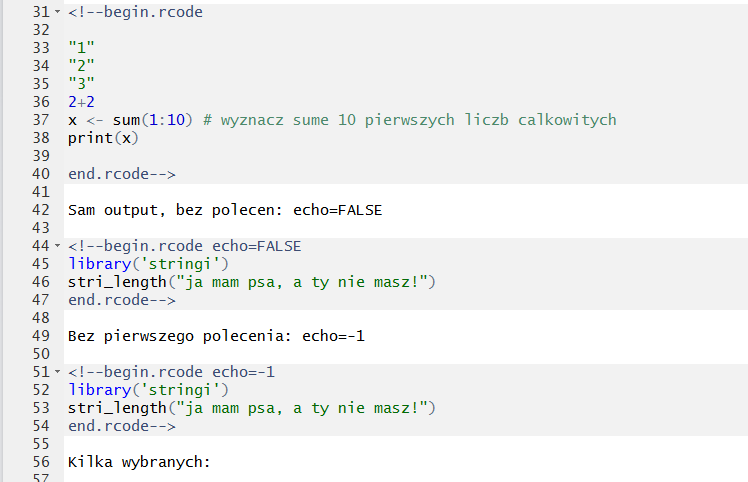 31 <!--begin.rcode
32
33 "1"
34 "2"
35 "3"
36 2+2
37 x <- sum(1:10) # wyznacz sume 10 pierwszych liczb calkowitych
38 print(x)
39
40 end.rcode-->
41
42 Sam output, bez polecen: echo=FALSE
43
44 <!--begin.rcode echo=FALSE
45 library('stringi')
46 stri_length("ja mam psa, a ty nie masz!")
47 end.rcode-->
48
49 Bez pierwszego polecenia: echo=-1
50
51 <!--begin.rcode echo=-1
52 library('stringi')
53 stri_length("ja mam psa, a ty nie masz!")
54 end.rcode-->
55
56 Kilka wybranych:
57